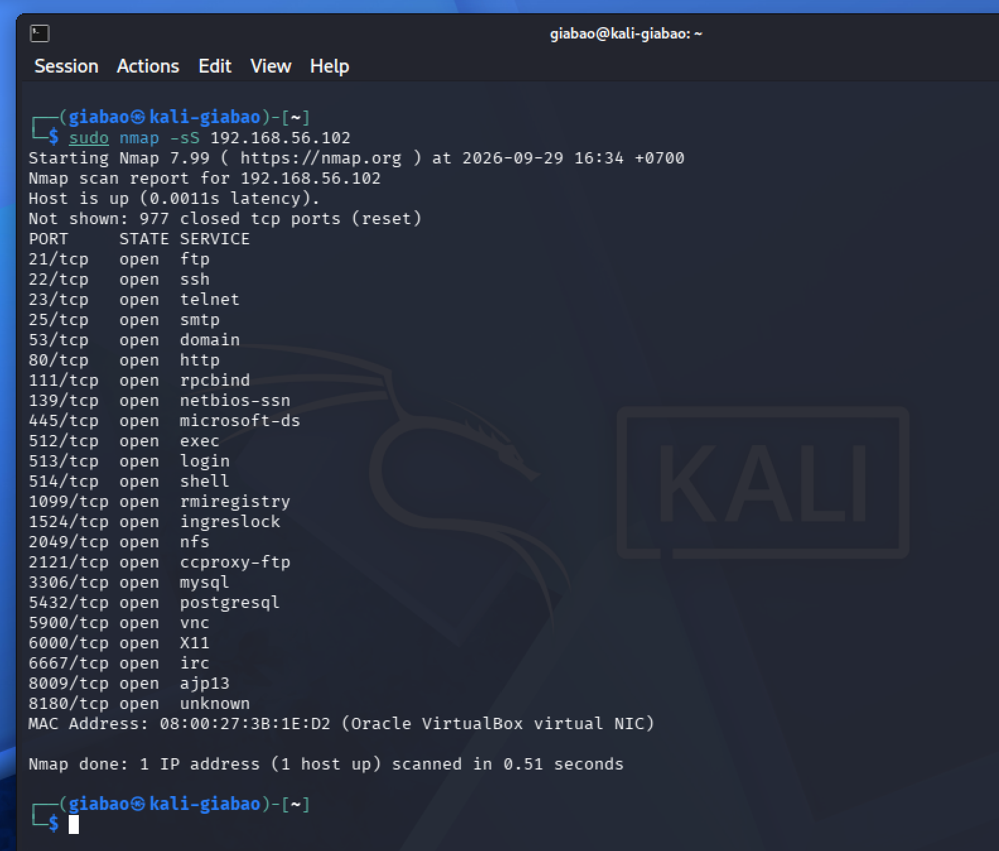 giabao@kali-giabao: ~
Session Actions Edit View Help
┌──(giabao㉿kali-giabao)-[~]
└─$ sudo nmap -sS 192.168.56.102
Starting Nmap 7.99 ( https://nmap.org ) at 2026-09-29 16:34 +0700
Nmap scan report for 192.168.56.102
Host is up (0.0011s latency).
Not shown: 977 closed tcp ports (reset)
PORT     STATE SERVICE
21/tcp   open  ftp
22/tcp   open  ssh
23/tcp   open  telnet
25/tcp   open  smtp
53/tcp   open  domain
80/tcp   open  http
111/tcp  open  rpcbind
139/tcp  open  netbios-ssn
445/tcp  open  microsoft-ds
512/tcp  open  exec
513/tcp  open  login
514/tcp  open  shell
1099/tcp open  rmiregistry
1524/tcp open  ingreslock
2049/tcp open  nfs
2121/tcp open  ccproxy-ftp
3306/tcp open  mysql
5432/tcp open  postgresql
5900/tcp open  vnc
6000/tcp open  X11
6667/tcp open  irc
8009/tcp open  ajp13
8180/tcp open  unknown
MAC Address: 08:00:27:3B:1E:D2 (Oracle VirtualBox virtual NIC)
Nmap done: 1 IP address (1 host up) scanned in 0.51 seconds
┌──(giabao㉿kali-giabao)-[~]
└─$
KALI